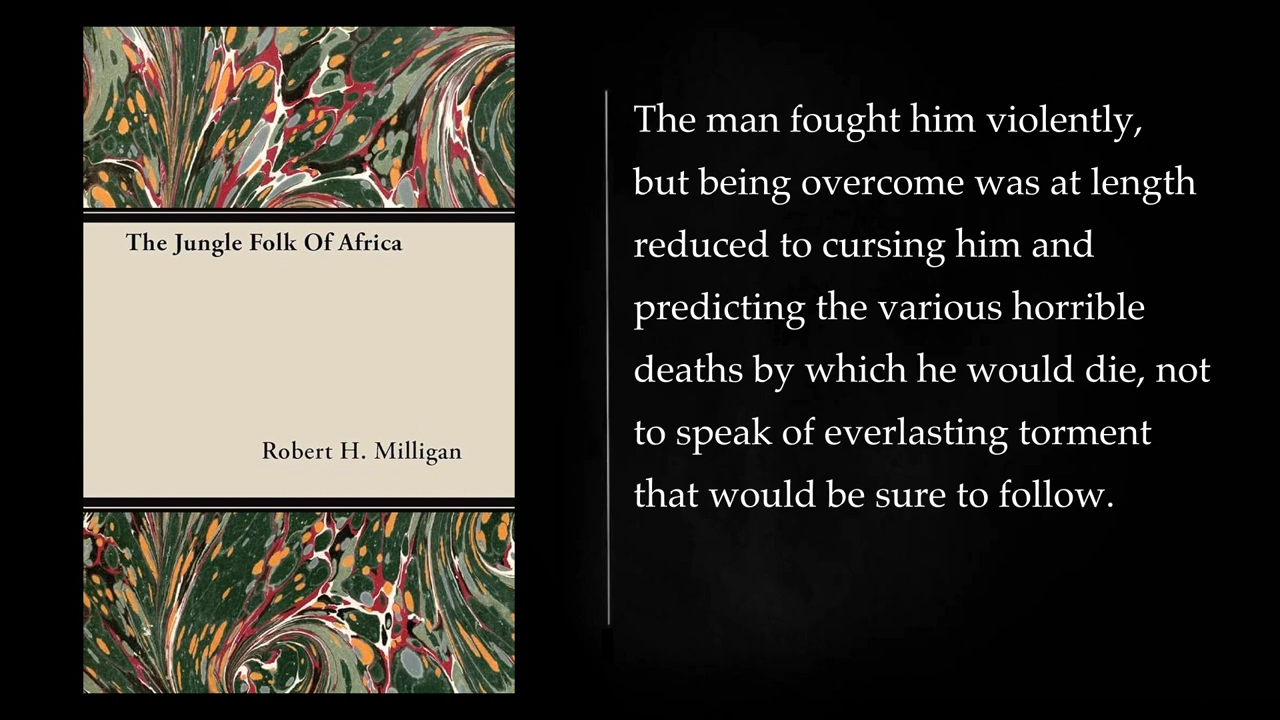 The Jungle Folk Of Africa
Robert H. Milligan
The man fought him violently,
but being overcome was at length
reduced to cursing him and
predicting the various horrible
deaths by which he would die, not
to speak of everlasting torment
that would be sure to follow.